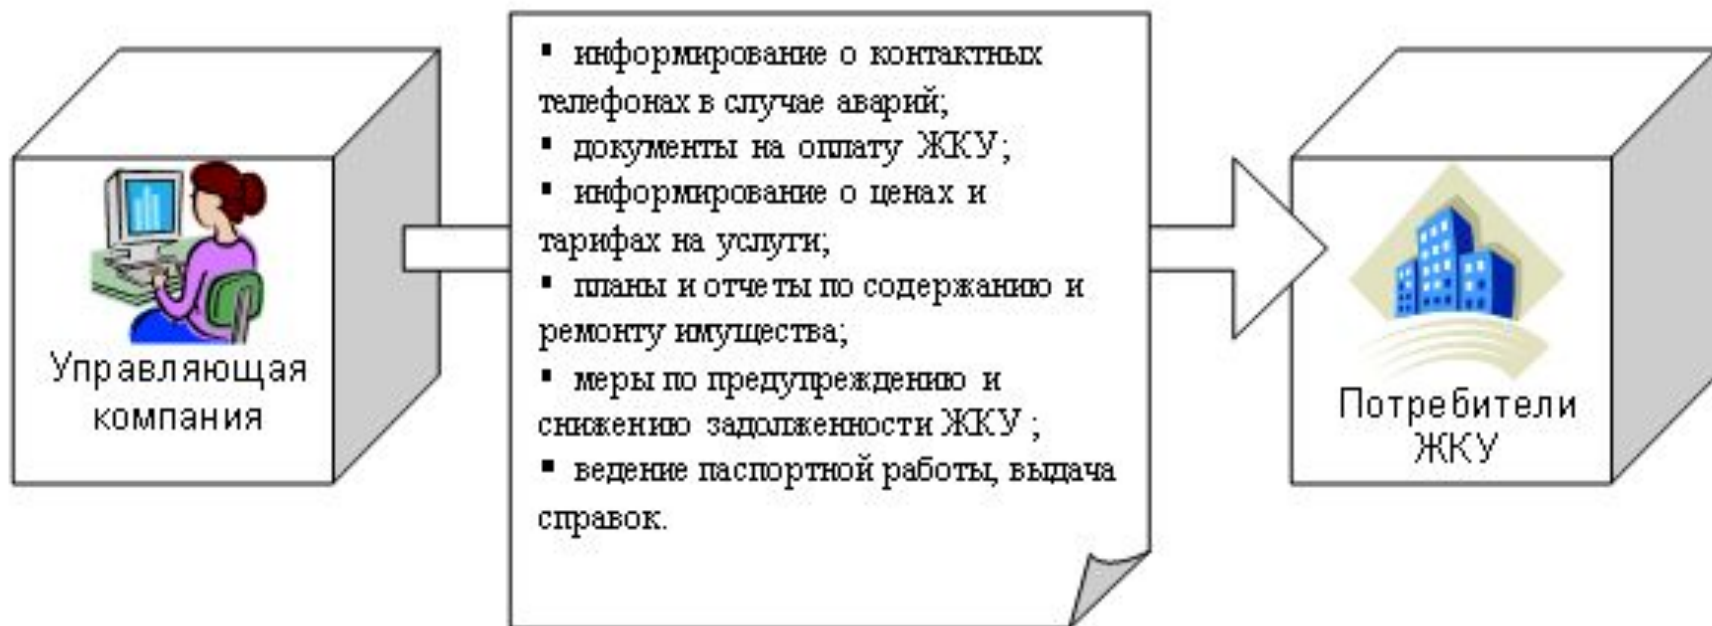 Управляющая
компания
▪ информирование о контактных
телефонах в случае аварий;
▪ документы на оплату ЖКУ;
▪ информирование о ценах и
тарифах на услуги;
▪ планы и отчеты по содержанию и
ремонту имущества;
▪ меры по предупреждению и
снижению задолженности ЖКУ ;
▪ ведение паспортной работы, выдача
справок.
Потребители
ЖКУ